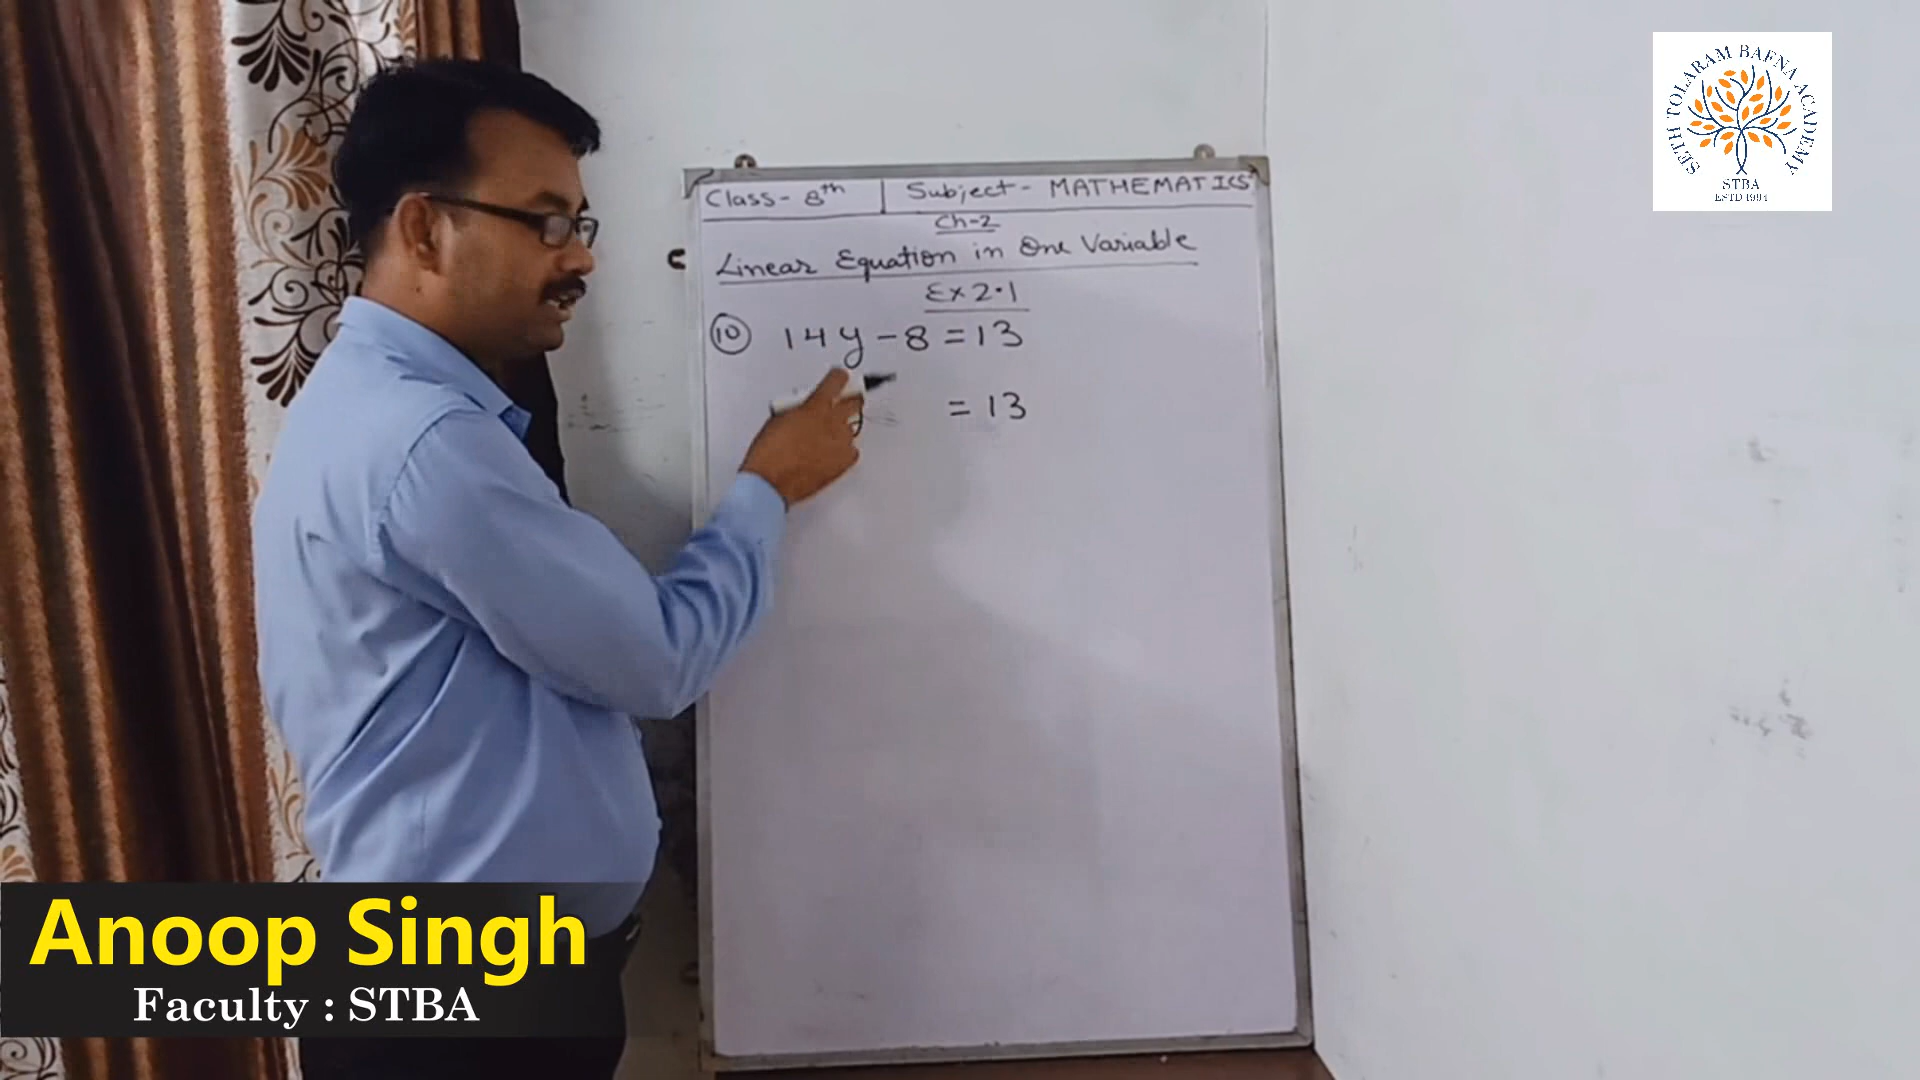 SETH TOLARAM BAFNA ACADEMY
STBA
ESTD 1994
Class- 8th | Subject- MATHEMATICS
Ch-2
Linear Equation in One Variable
Ex 2.1
10 14y - 8 = 13
= 13
Anoop Singh
Faculty : STBA